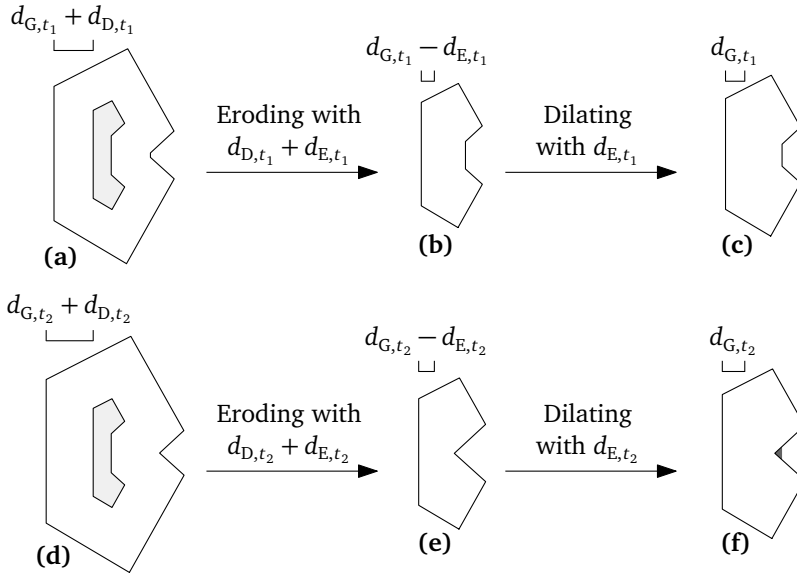 d_{G,t_1} + d_{D,t_1}
d_{G,t_1} − d_{E,t_1}
d_{G,t_1}
Eroding with
d_{D,t_1} + d_{E,t_1}
Dilating
with d_{E,t_1}
(a)
(b)
(c)
d_{G,t_2} + d_{D,t_2}
d_{G,t_2} − d_{E,t_2}
d_{G,t_2}
Eroding with
d_{D,t_2} + d_{E,t_2}
Dilating
with d_{E,t_2}
(d)
(e)
(f)